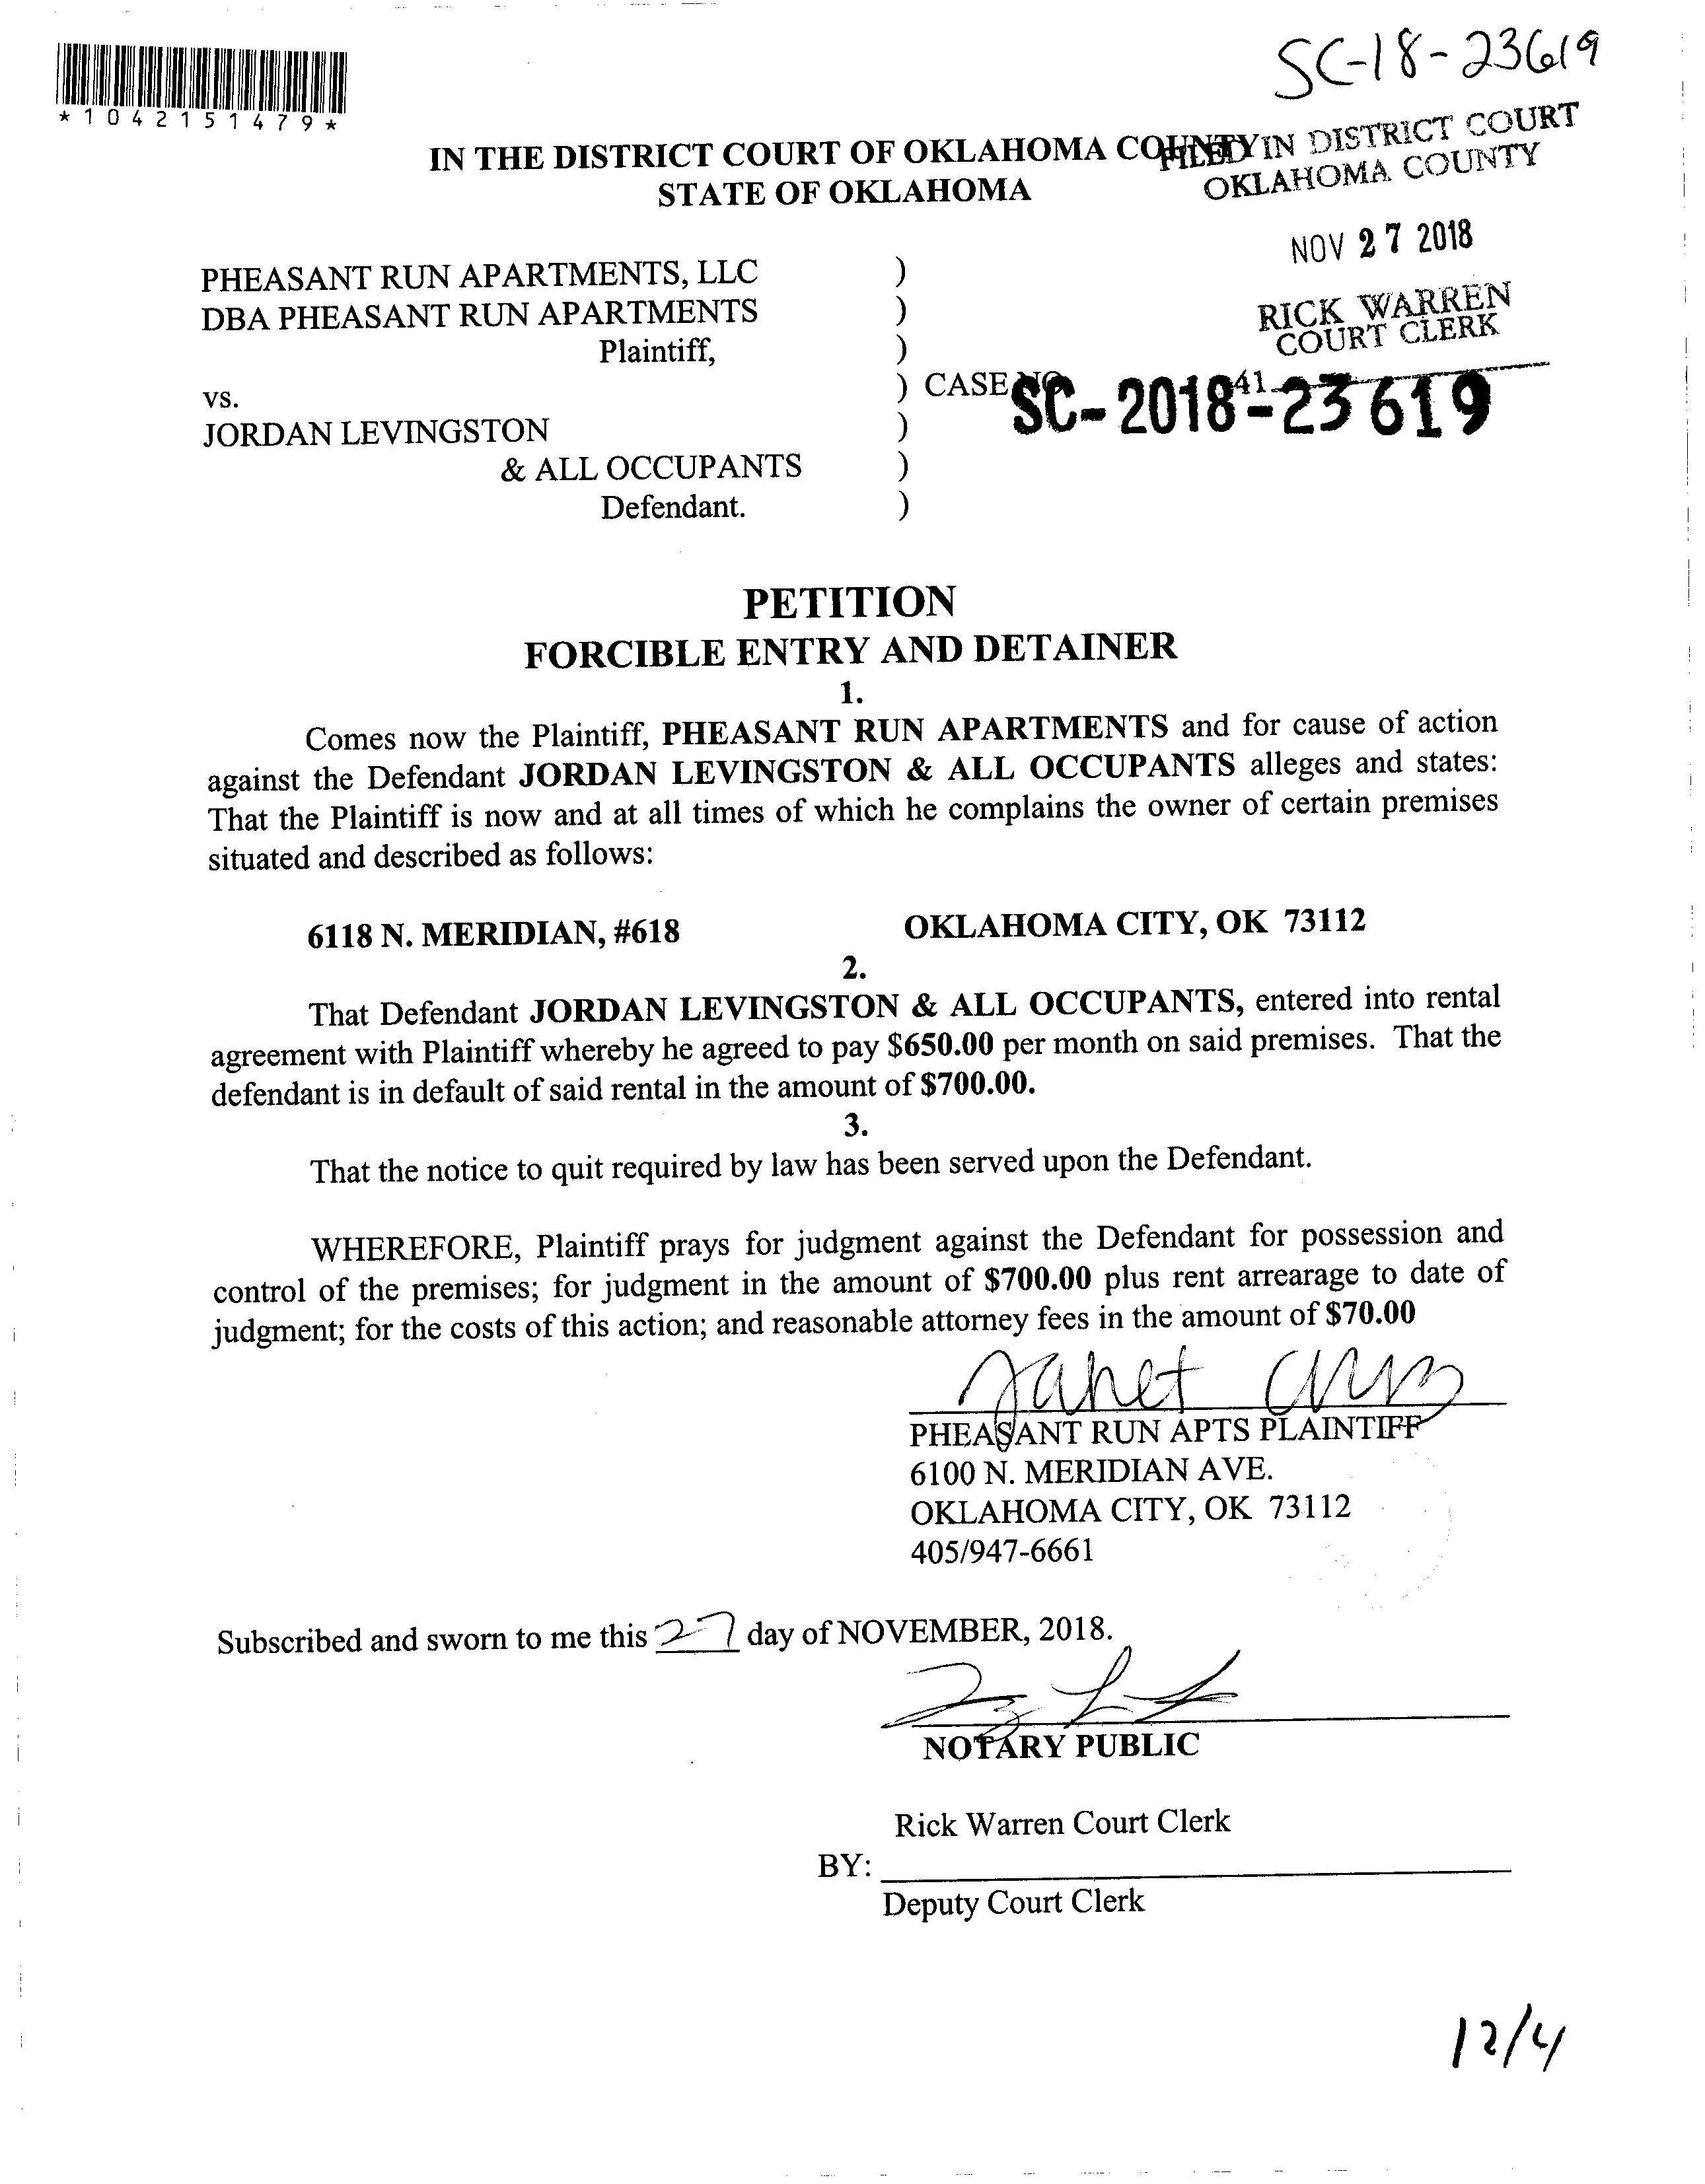 SC-18-23619
*1042151479*
IN THE DISTRICT COURT OF OKLAHOMA COUNTY
STATE OF OKLAHOMA
FILED IN DISTRICT COURT
OKLAHOMA COUNTY
NOV 27 2018
RICK WARREN
COURT CLERK
41
PHEASANT RUN APARTMENTS, LLC )
DBA PHEASANT RUN APARTMENTS )
Plaintiff, )
vs. ) CASE NO. SC-2018-23619
JORDAN LEVINGSTON )
& ALL OCCUPANTS )
Defendant. )
PETITION
FORCIBLE ENTRY AND DETAINER
1.
Comes now the Plaintiff, PHEASANT RUN APARTMENTS and for cause of action
against the Defendant JORDAN LEVINGSTON & ALL OCCUPANTS alleges and states:
That the Plaintiff is now and at all times of which he complains the owner of certain premises
situated and described as follows:
6118 N. MERIDIAN, #618 OKLAHOMA CITY, OK 73112
2.
That Defendant JORDAN LEVINGSTON & ALL OCCUPANTS, entered into rental
agreement with Plaintiff whereby he agreed to pay $650.00 per month on said premises. That the
defendant is in default of said rental in the amount of $700.00.
3.
That the notice to quit required by law has been served upon the Defendant.
WHEREFORE, Plaintiff prays for judgment against the Defendant for possession and
control of the premises; for judgment in the amount of $700.00 plus rent arrearage to date of
judgment; for the costs of this action; and reasonable attorney fees in the amount of $70.00
Janet
PHEASANT RUN APTS PLAINTIFF
6100 N. MERIDIAN AVE.
OKLAHOMA CITY, OK 73112
405/947-6661
Subscribed and sworn to me this 27 day of NOVEMBER, 2018.
NOTARY PUBLIC
Rick Warren Court Clerk
BY:
Deputy Court Clerk
12/4